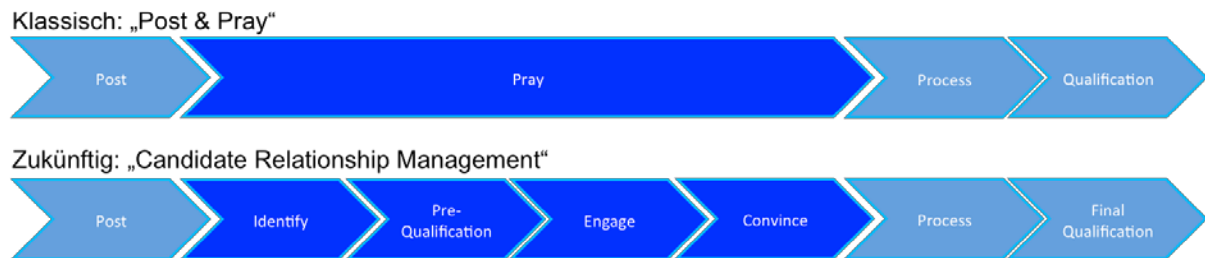 Klassisch: „Post & Pray“
Post
Pray
Process
Qualification
Zukünftig: „Candidate Relationship Management“
Post
Identify
Pre-
Qualification
Engage
Convince
Process
Final
Qualification